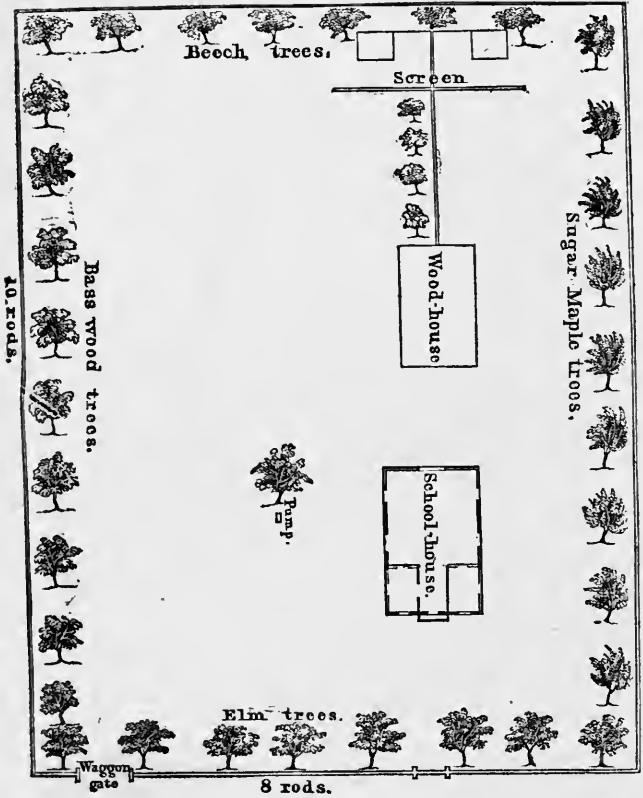 Beech trees.
Screen
Sugar Maple trees.
Wood-house
Bass wood trees.
10 rods.
Pump.
School-house.
Elm trees.
Waggon
gate
8 rods.